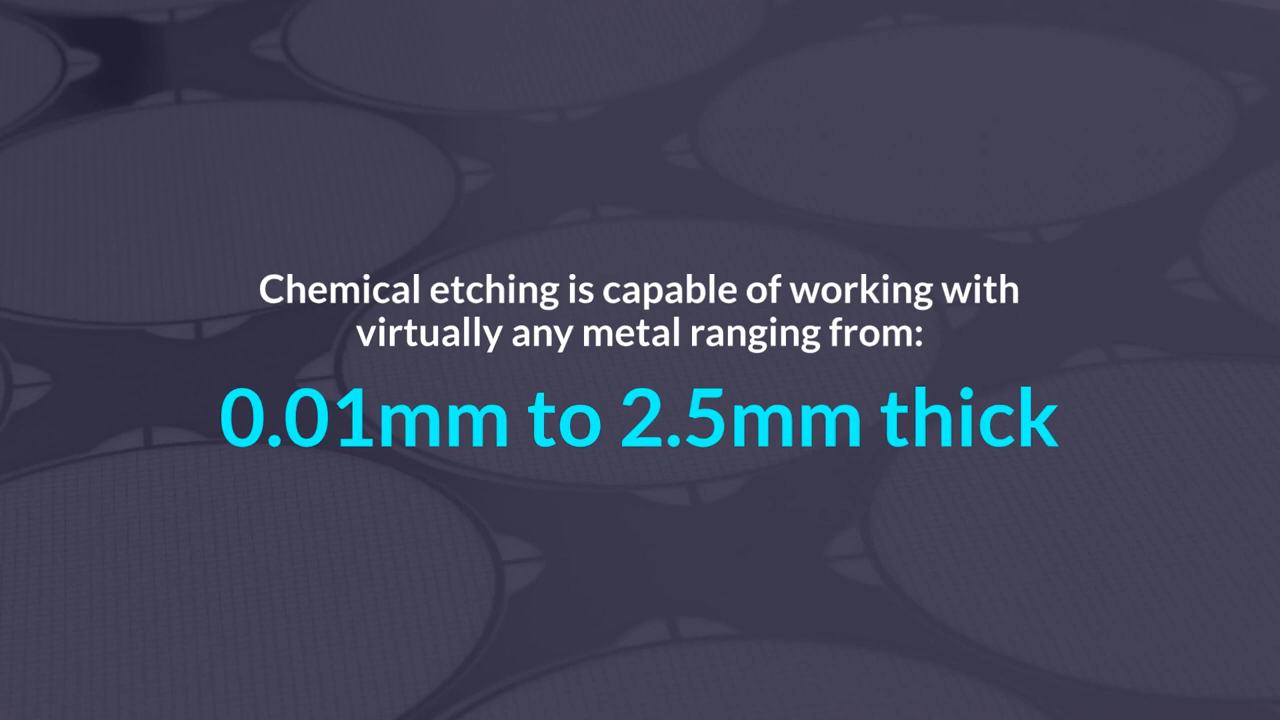 Chemical etching is capable of working with
virtually any metal ranging from:
0.01mm to 2.5mm thick